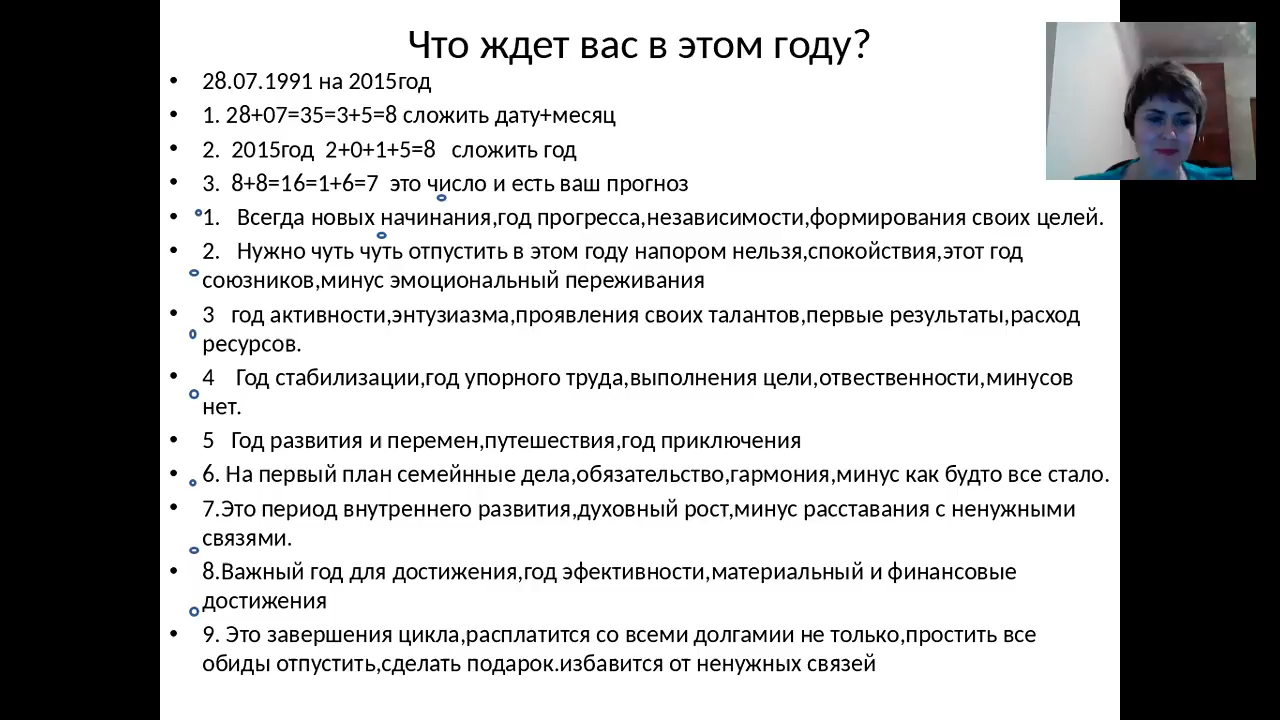 Что ждет вас в этом году?
• 28.07.1991 на 2015год
• 1. 28+07=35=3+5=8 сложить дату+месяц
• 2. 2015год 2+0+1+5=8 сложить год
• 3. 8+8=16=1+6=7 это число и есть ваш прогноз
• 1. Всегда новых начинания,год прогресса,независимости,формирования своих целей.
• 2. Нужно чуть чуть отпустить в этом году напором нельзя,спокойствия,этот год
союзников,минус эмоциональный переживания
• 3 год активности,энтузиазма,проявления своих талантов,первые результаты,расход
ресурсов.
• 4 Год стабилизации,год упорного труда,выполнения цели,отвественности,минусов
нет.
• 5 Год развития и перемен,путешествия,год приключения
• 6. На первый план семейнные дела,обязательство,гармония,минус как будто все стало.
• 7.Это период внутреннего развития,духовный рост,минус расставания с ненужными
связями.
• 8.Важный год для достижения,год эфективности,материальный и финансовые
достижения
• 9. Это завершения цикла,расплатится со всеми долгамии не только,простить все
обиды отпустить,сделать подарок.избавится от ненужных связей